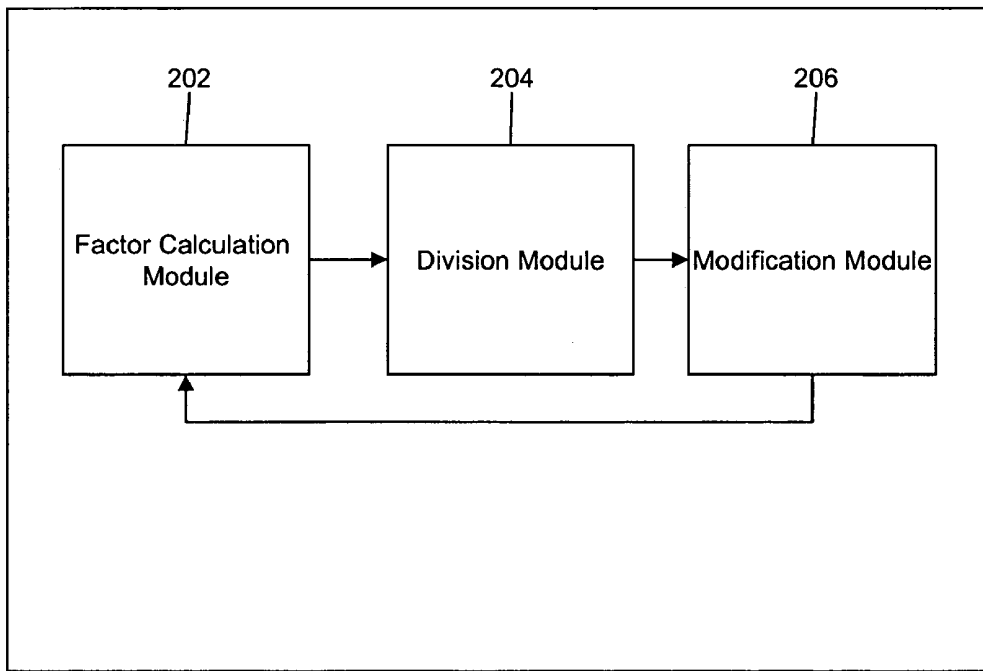 202
204
206
Factor Calculation
Module
Division Module
Modification Module